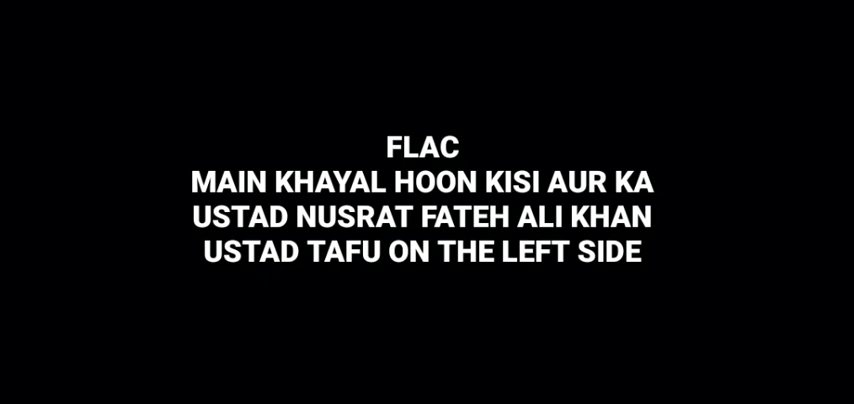 FLAC
MAIN KHAYAL HOON KISI AUR KA
USTAD NUSRAT FATEH ALI KHAN
USTAD TAFU ON THE LEFT SIDE